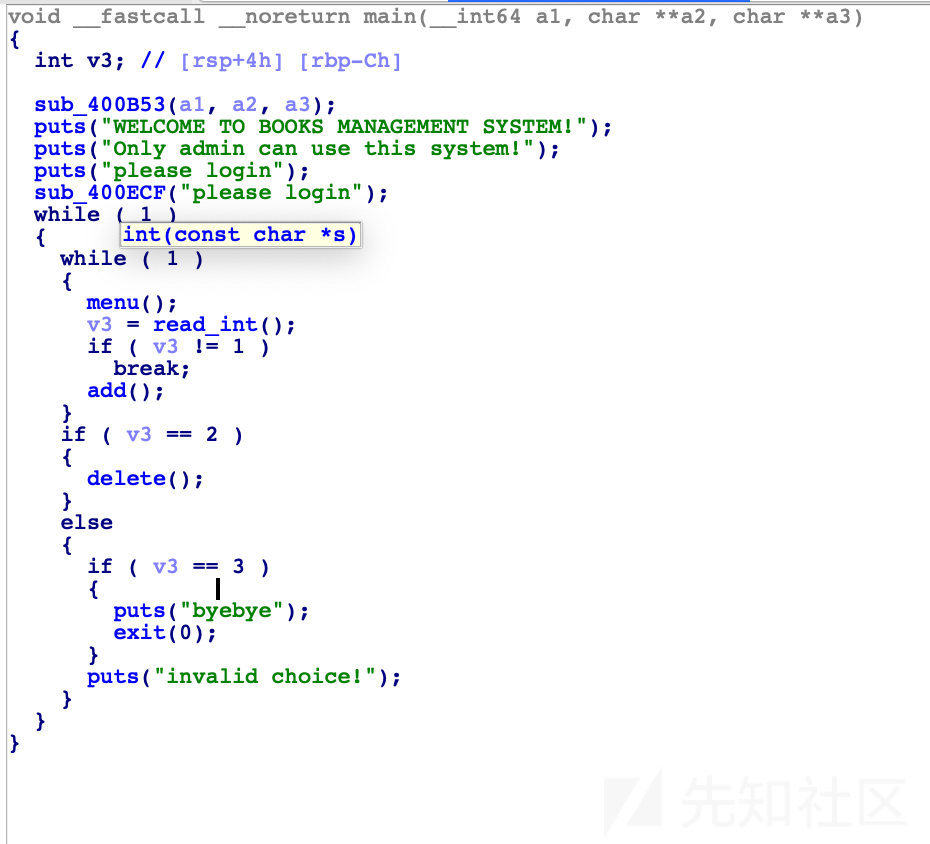 void __fastcall __noreturn main(__int64 a1, char **a2, char **a3)
{
  int v3; // [rsp+4h] [rbp-Ch]

  sub_400B53(a1, a2, a3);
  puts("WELCOME TO BOOKS MANAGEMENT SYSTEM!");
  puts("Only admin can use this system!");
  puts("please login");
  sub_400ECF("please login");
  while ( 1 )
  {
int(const char *s)
    while ( 1 )
    {
      menu();
      v3 = read_int();
      if ( v3 != 1 )
        break;
      add();
    }
    if ( v3 == 2 )
    {
      delete();
    }
    else
    {
      if ( v3 == 3 )
      {
        puts("byebye");
        exit(0);
      }
      puts("invalid choice!");
    }
  }
}
先知社区